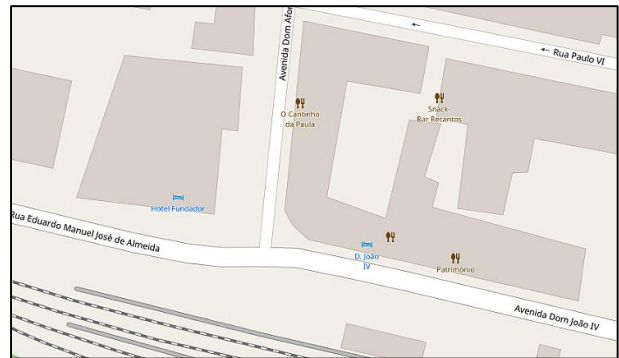 Avenida Dom Afon
Rua Paulo VI
O Cantinho
da Paula
Snack-
Bar Recantos
Hotel Fundador
Rua Eduardo Manuel José de Almeida
D. João
IV
Património
Avenida Dom João IV